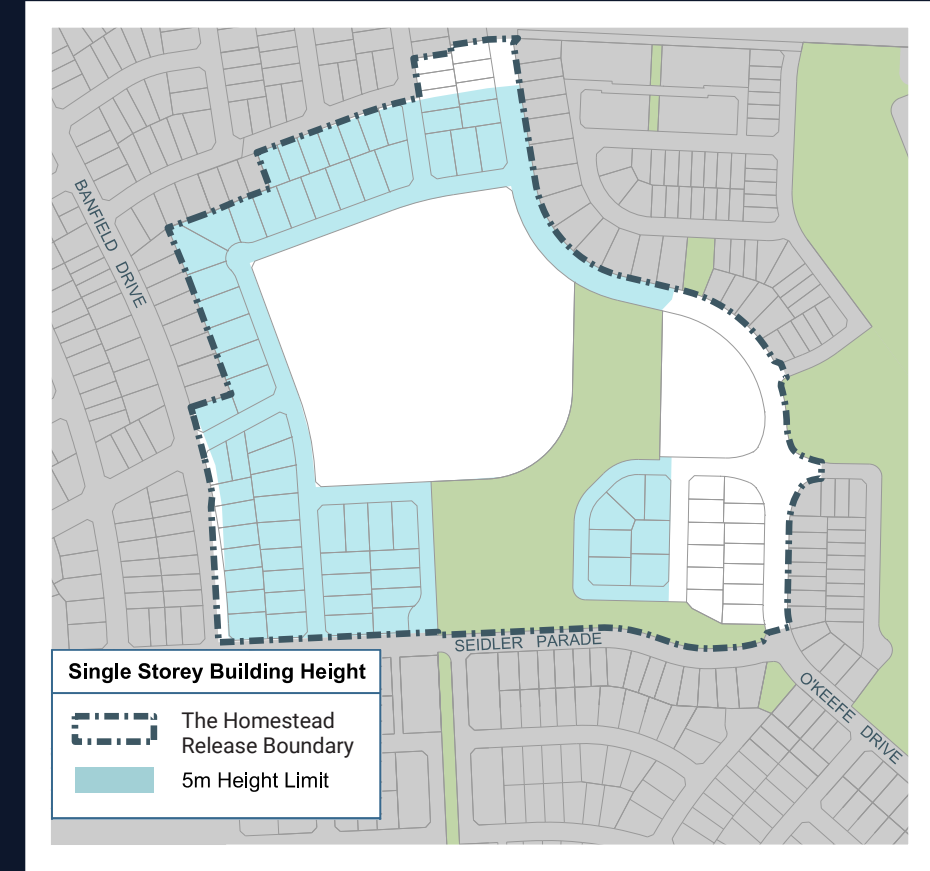 BANFIELD DRIVE
SEIDLER PARADE
O'KEEFE DRIVE
Single Storey Building Height
The Homestead
Release Boundary
5m Height Limit